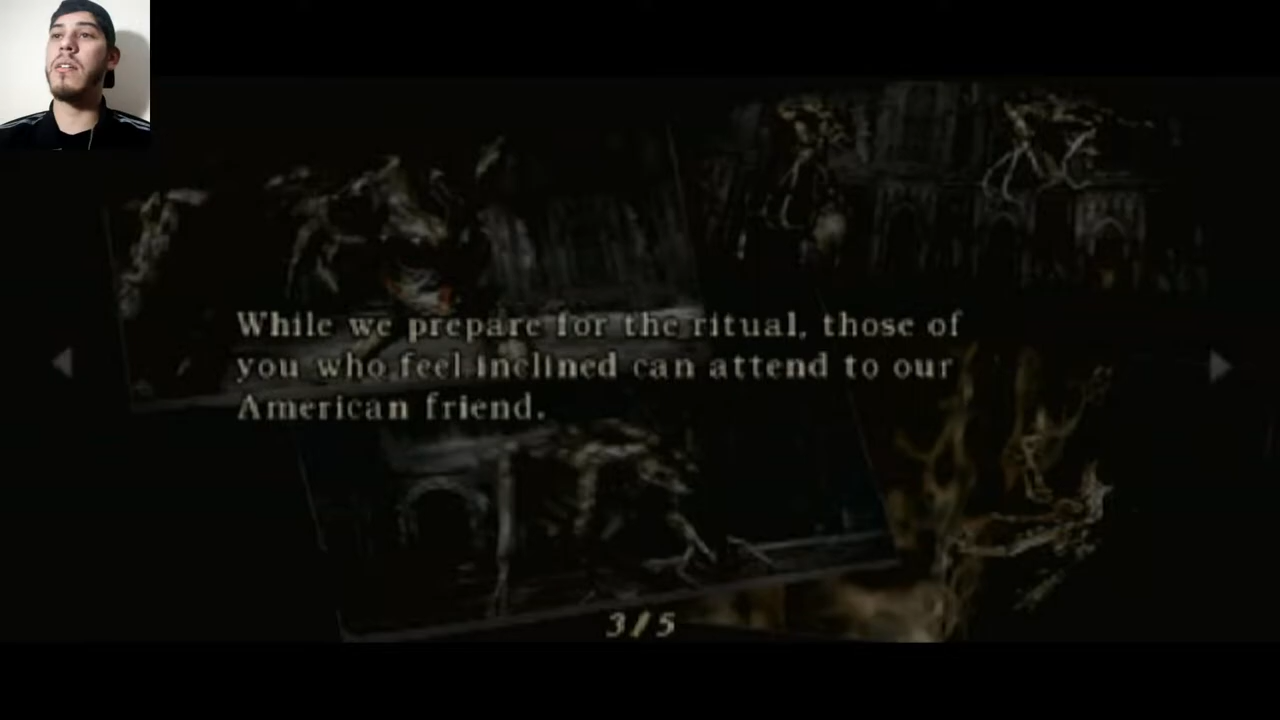 While we prepare for the ritual, those of
you who feel inclined can attend to our
American friend.
3/5